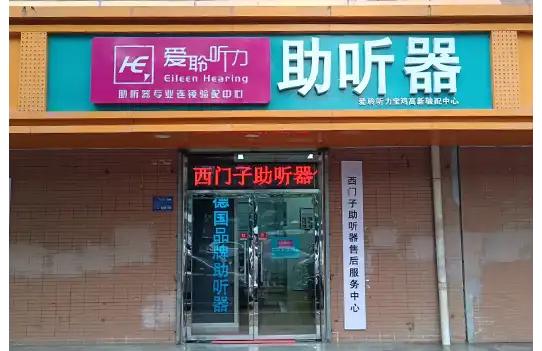 HE
爱聆听力
Eileen Hearing
助听器专业连锁验配中心
助听器
爱聆听力宝鸡高新验配中心
西门子助听器
德国品牌助听器
西门子助听器售后服务中心